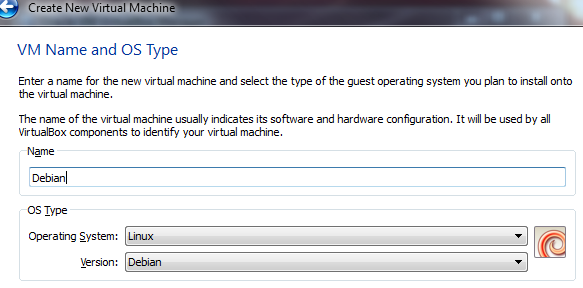 Create New Virtual Machine
VM Name and OS Type
Enter a name for the new virtual machine and select the type of the guest operating system you plan to install onto
the virtual machine.
The name of the virtual machine usually indicates its software and hardware configuration. It will be used by all
VirtualBox components to identify your virtual machine.
Name
Debian
OS Type
Operating System: Linux
Version: Debian